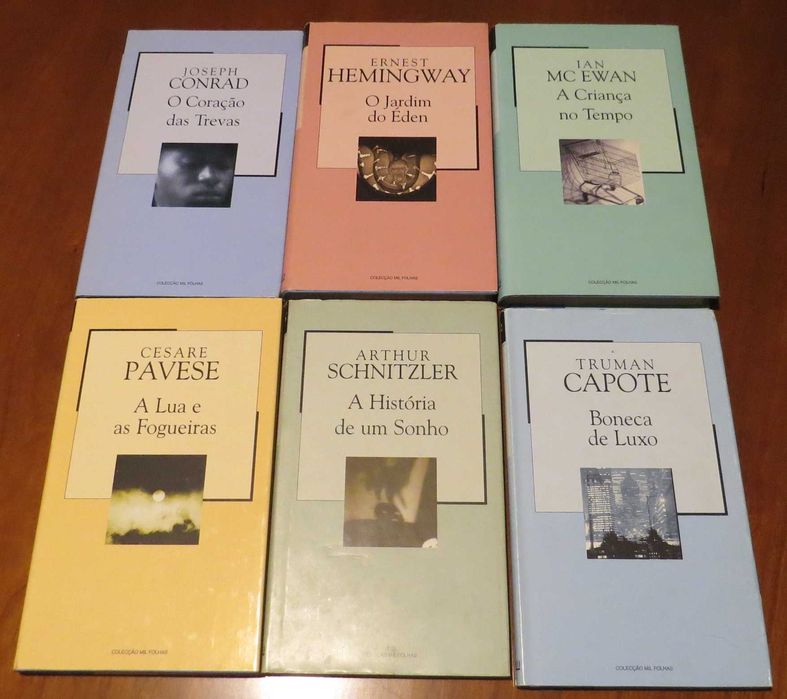 JOSEPH
CONRAD
O Coração
das Trevas
COLECÇÃO MIL FOLHAS
ERNEST
HEMINGWAY
O Jardim
do Éden
COLECÇÃO MIL FOLHAS
IAN
MC EWAN
A Criança
no Tempo
COLECÇÃO MIL FOLHAS
CESARE
PAVESE
A Lua e
as Fogueiras
COLECÇÃO MIL FOLHAS
ARTHUR
SCHNITZLER
A História
de um Sonho
FOLHAS
TRUMAN
CAPOTE
Boneca
de Luxo
COLECÇÃO MIL FOLHAS